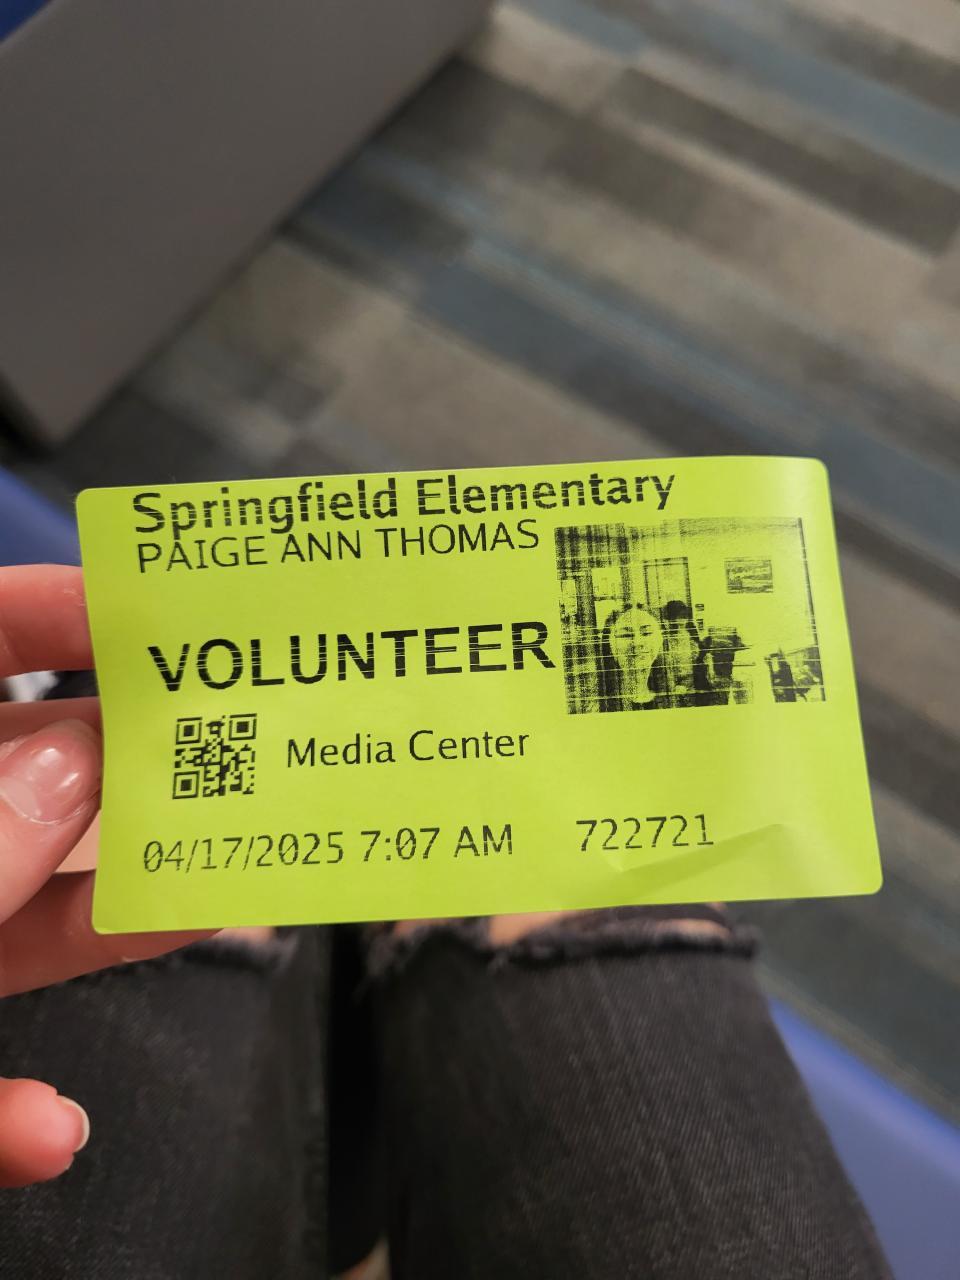 Springfield Elementary
PAIGE ANN THOMAS
VOLUNTEER
Media Center
04/17/2025 7:07 AM 722721